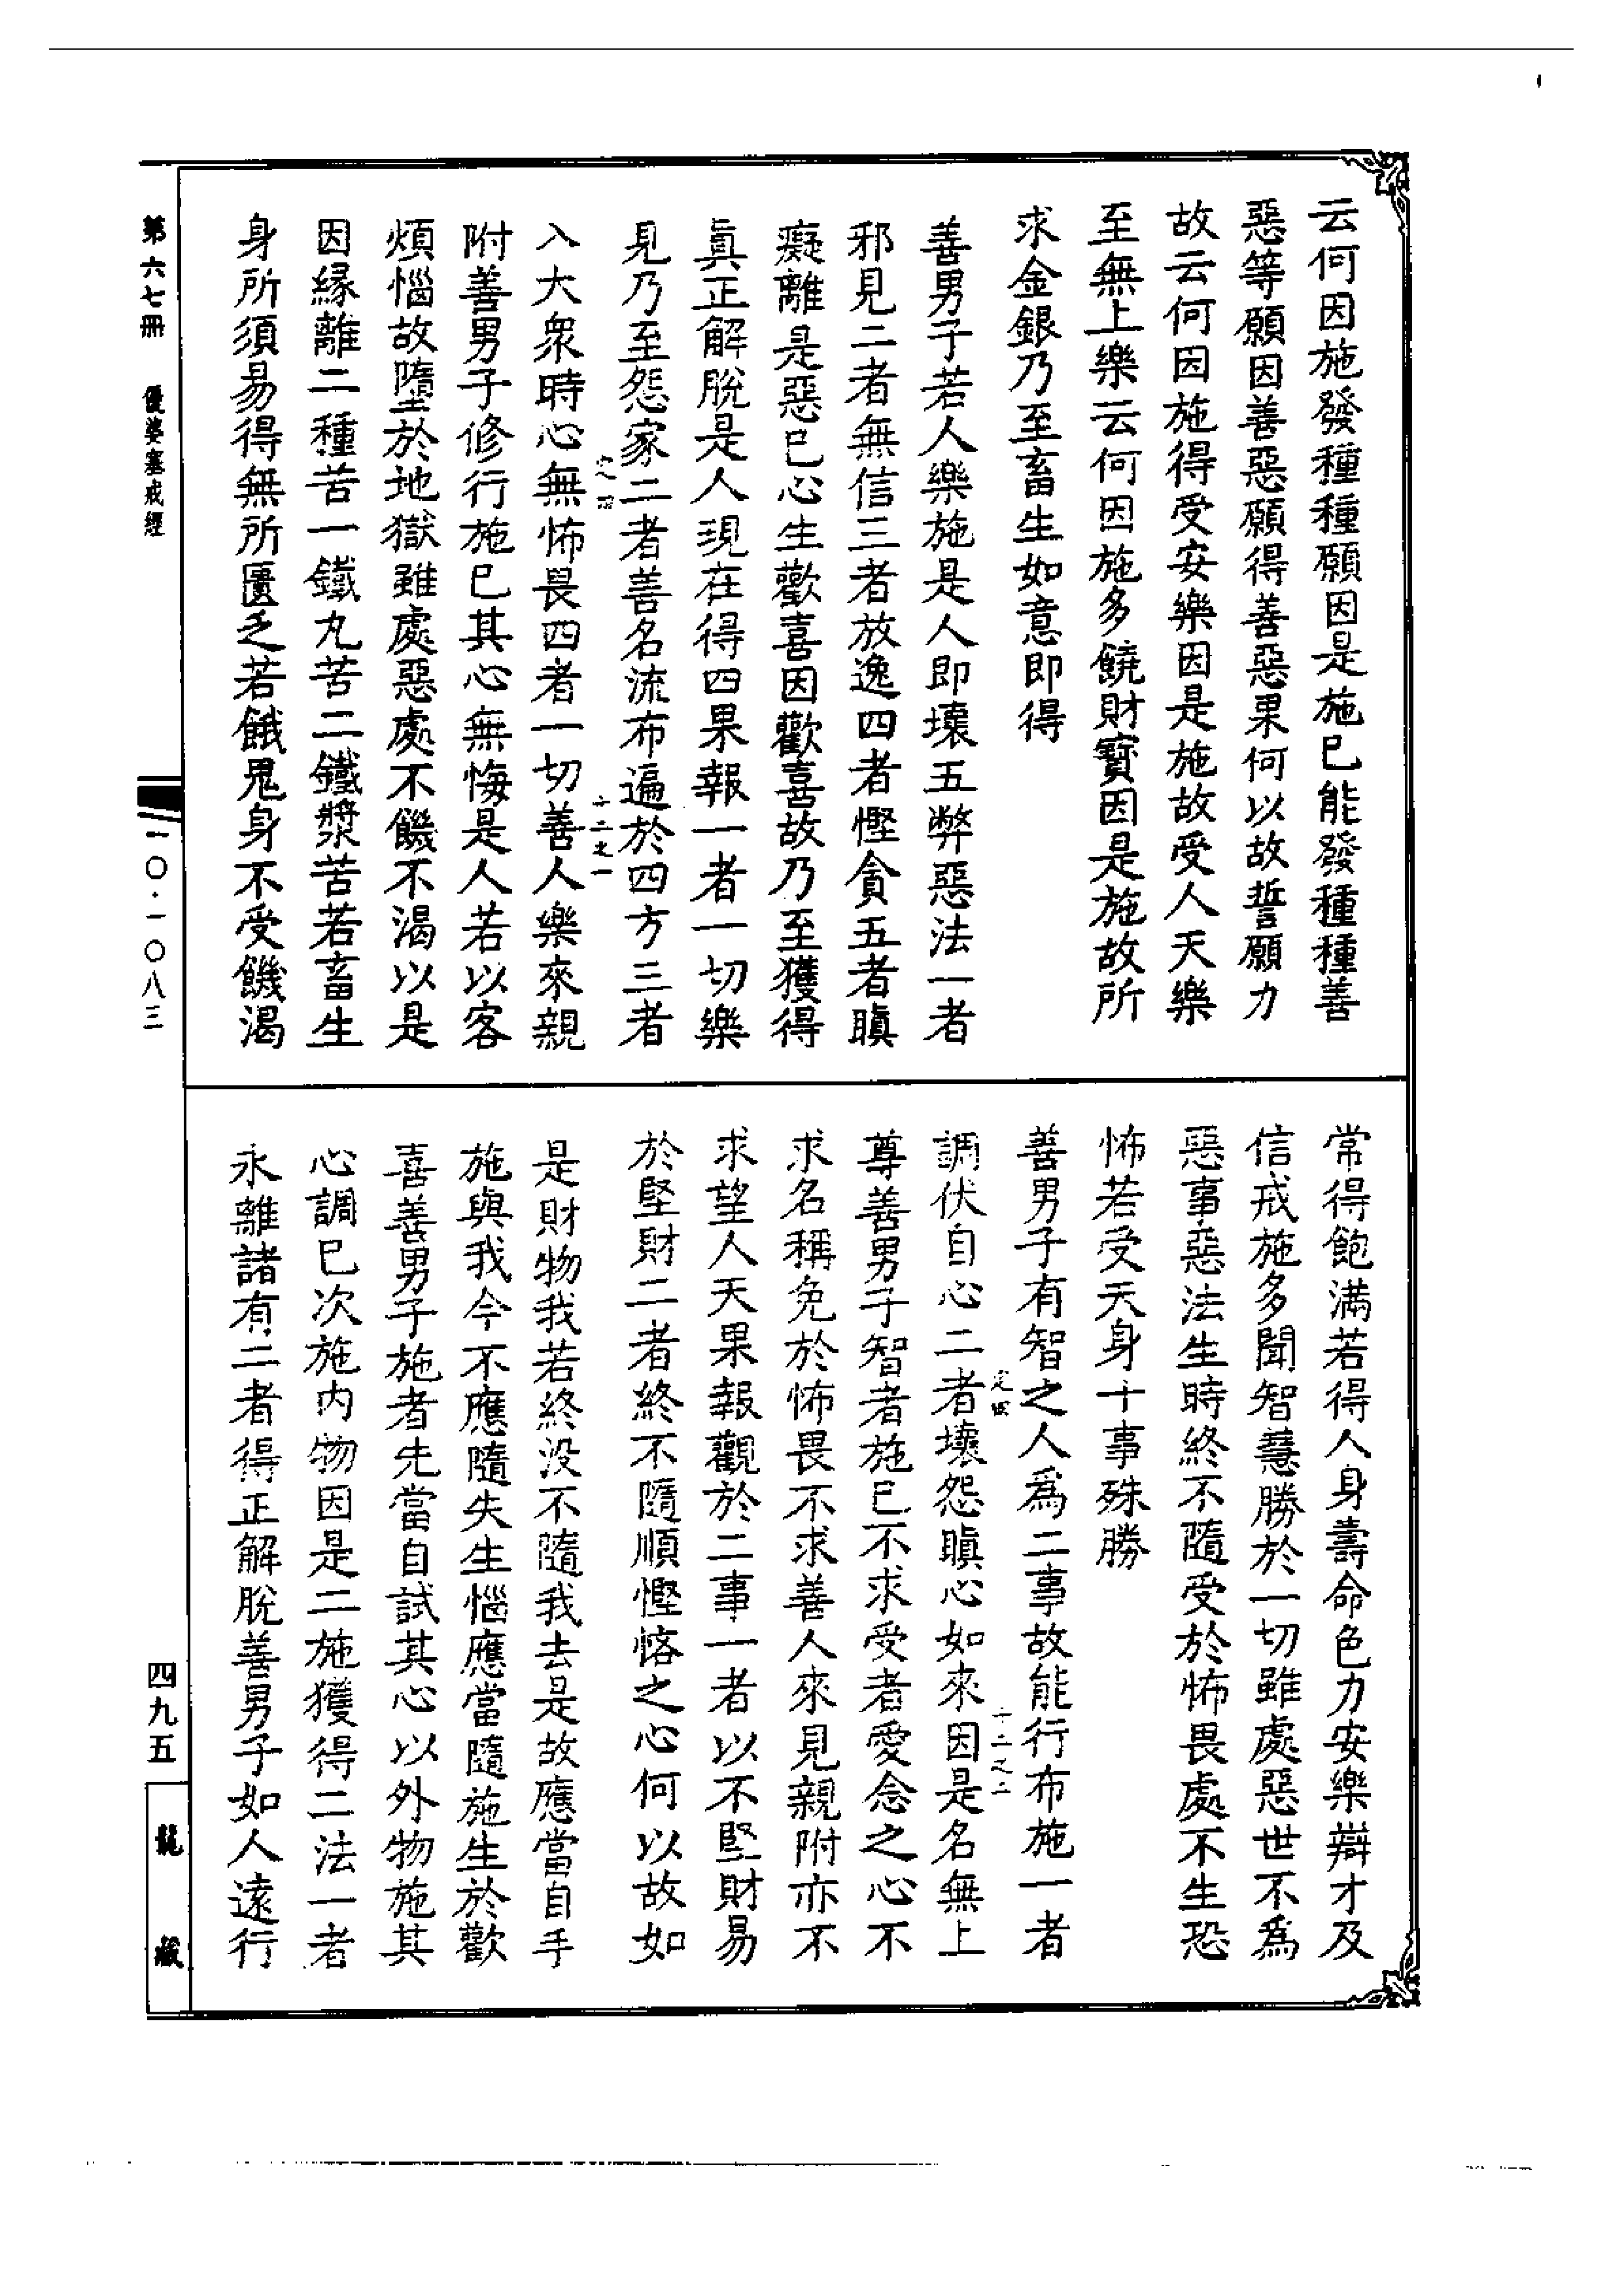 云何因施發種種願因是施已能發種種善
惡等願因善惡願得善惡果何以故誓願力
故云何因施得受安樂因是施故受人天樂
至無上樂云何因施多饒財寶因是施故所
求金銀乃至畜生如意即得
善男子若人樂施是人即壞五弊惡法一者
邪見二者無信三者放逸四者慳貪五者瞋
癡離是惡已心生歡喜因歡喜故乃至獲得
真正解脫是人現在得四果報一者一切樂
見乃至怨家二者善名流布遍於四方三者
十二之一
入大衆時心無怖畏四者一切善人樂來親
附善男子修行施已其心無悔是人若以客
煩惱故墮於地獄雖處惡處不饑不渴以是
因緣離二種苦一鐵丸苦二鐵漿苦若畜生
身所須易得無所匱乏若餓鬼身不受饑渴
常得飽滿若得人身壽命色力安樂辯才及
信戒施多聞智慧勝於一切雖處惡世不爲
惡事惡法生時終不隨受於怖畏處不生恐
怖若受天身十事殊勝
善男子有智之人爲二事故能行布施一者
十二之二
調伏自心二者壞怨瞋心如來因是名無上
尊善男子智者施已不求受者愛念之心不
求名稱免於怖畏不求善人來見親附亦不
求望人天果報觀於二事一者以不堅財易
於堅財二者終不隨順慳悋之心何以故如
是財物我若終没不隨我去是故應當自手
施與我今不應隨失生惱應當隨施生於歡
喜善男子施者先當自試其心以外物施其
心調已次施内物因是二施獲得二法一者
永離諸有二者得正解脫善男子如人遠行
第六七冊 優婆塞戒經
一〇·一〇八三
四九五
龍藏